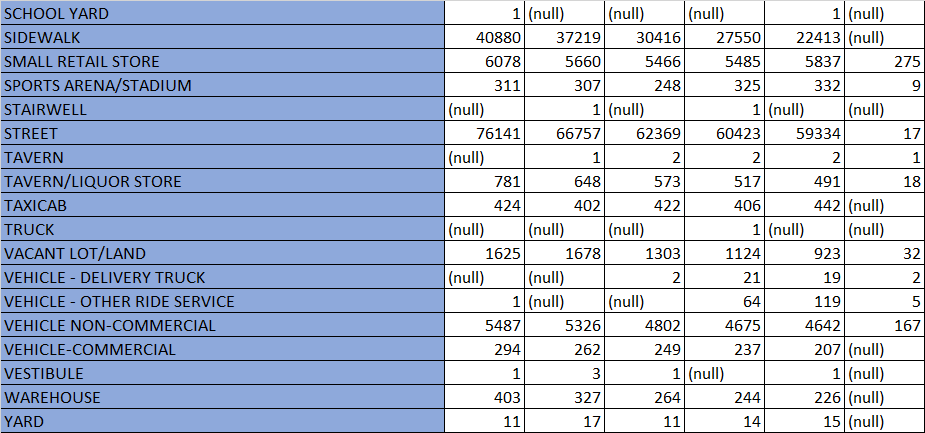 SCHOOL YARD 1 (null) (null) (null) 1 (null)
SIDEWALK 40880 37219 30416 27550 22413 (null)
SMALL RETAIL STORE 6078 5660 5466 5485 5837 275
SPORTS ARENA/STADIUM 311 307 248 325 332 9
STAIRWELL (null) 1 (null) 1 (null) (null)
STREET 76141 66757 62369 60423 59334 17
TAVERN (null) 1 2 2 2 1
TAVERN/LIQUOR STORE 781 648 573 517 491 18
TAXICAB 424 402 422 406 442 (null)
TRUCK (null) (null) (null) 1 (null) (null)
VACANT LOT/LAND 1625 1678 1303 1124 923 32
VEHICLE - DELIVERY TRUCK (null) (null) 2 21 19 2
VEHICLE - OTHER RIDE SERVICE 1 (null) (null) 64 119 5
VEHICLE NON-COMMERCIAL 5487 5326 4802 4675 4642 167
VEHICLE-COMMERCIAL 294 262 249 237 207 (null)
VESTIBULE 1 3 1 (null) 1 (null)
WAREHOUSE 403 327 264 244 226 (null)
YARD 11 17 11 14 15 (null)